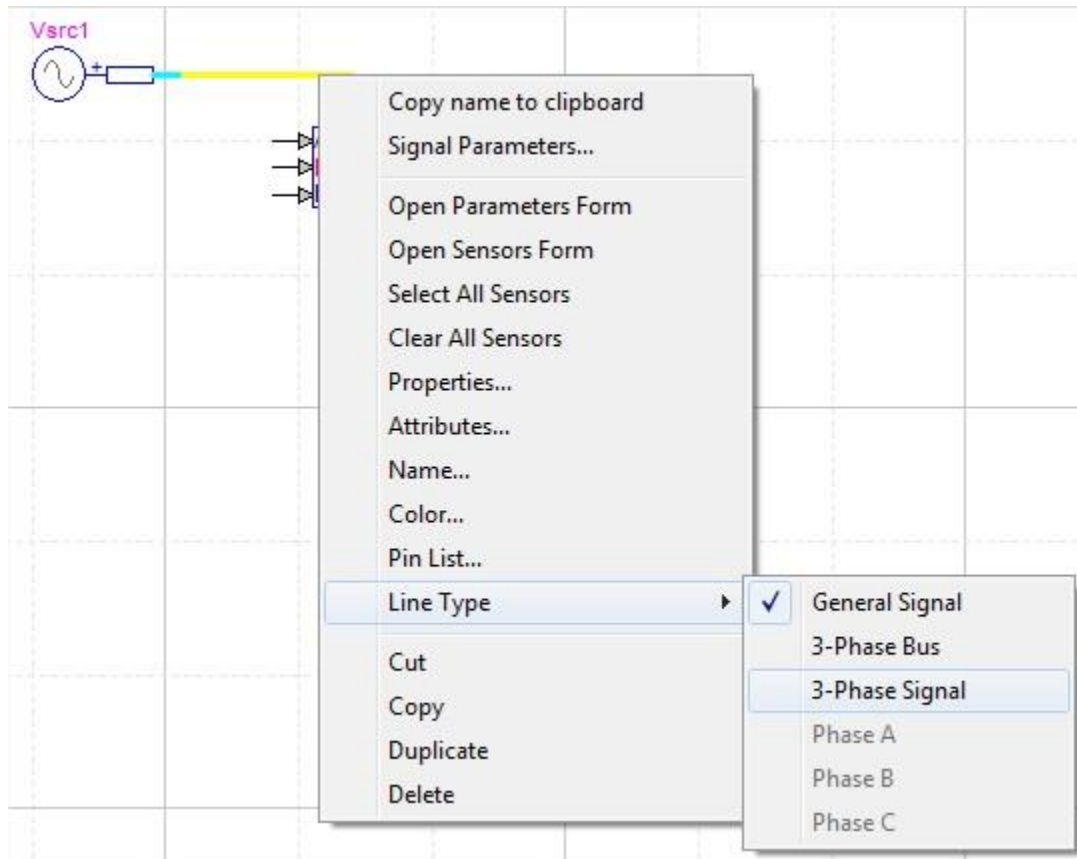 Vsrc1
+
Copy name to clipboard
Signal Parameters...
Open Parameters Form
Open Sensors Form
Select All Sensors
Clear All Sensors
Properties...
Attributes...
Name...
Color...
Pin List...
Line Type
General Signal
3-Phase Bus
3-Phase Signal
Phase A
Phase B
Phase C
Cut
Copy
Duplicate
Delete